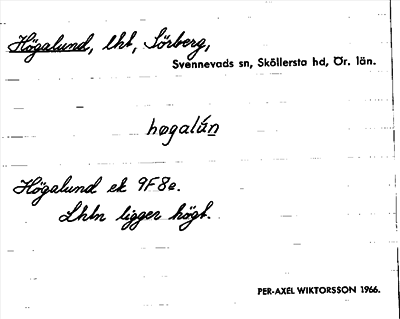 Högalund, lht, Sörberg,
Svennevads sn, Sköllersta hd, Ör. län.
høgalún
Högalund ek 9F8e.
Lhtn ligger högt.
PER-AXEL WIKTORSSON 1966.